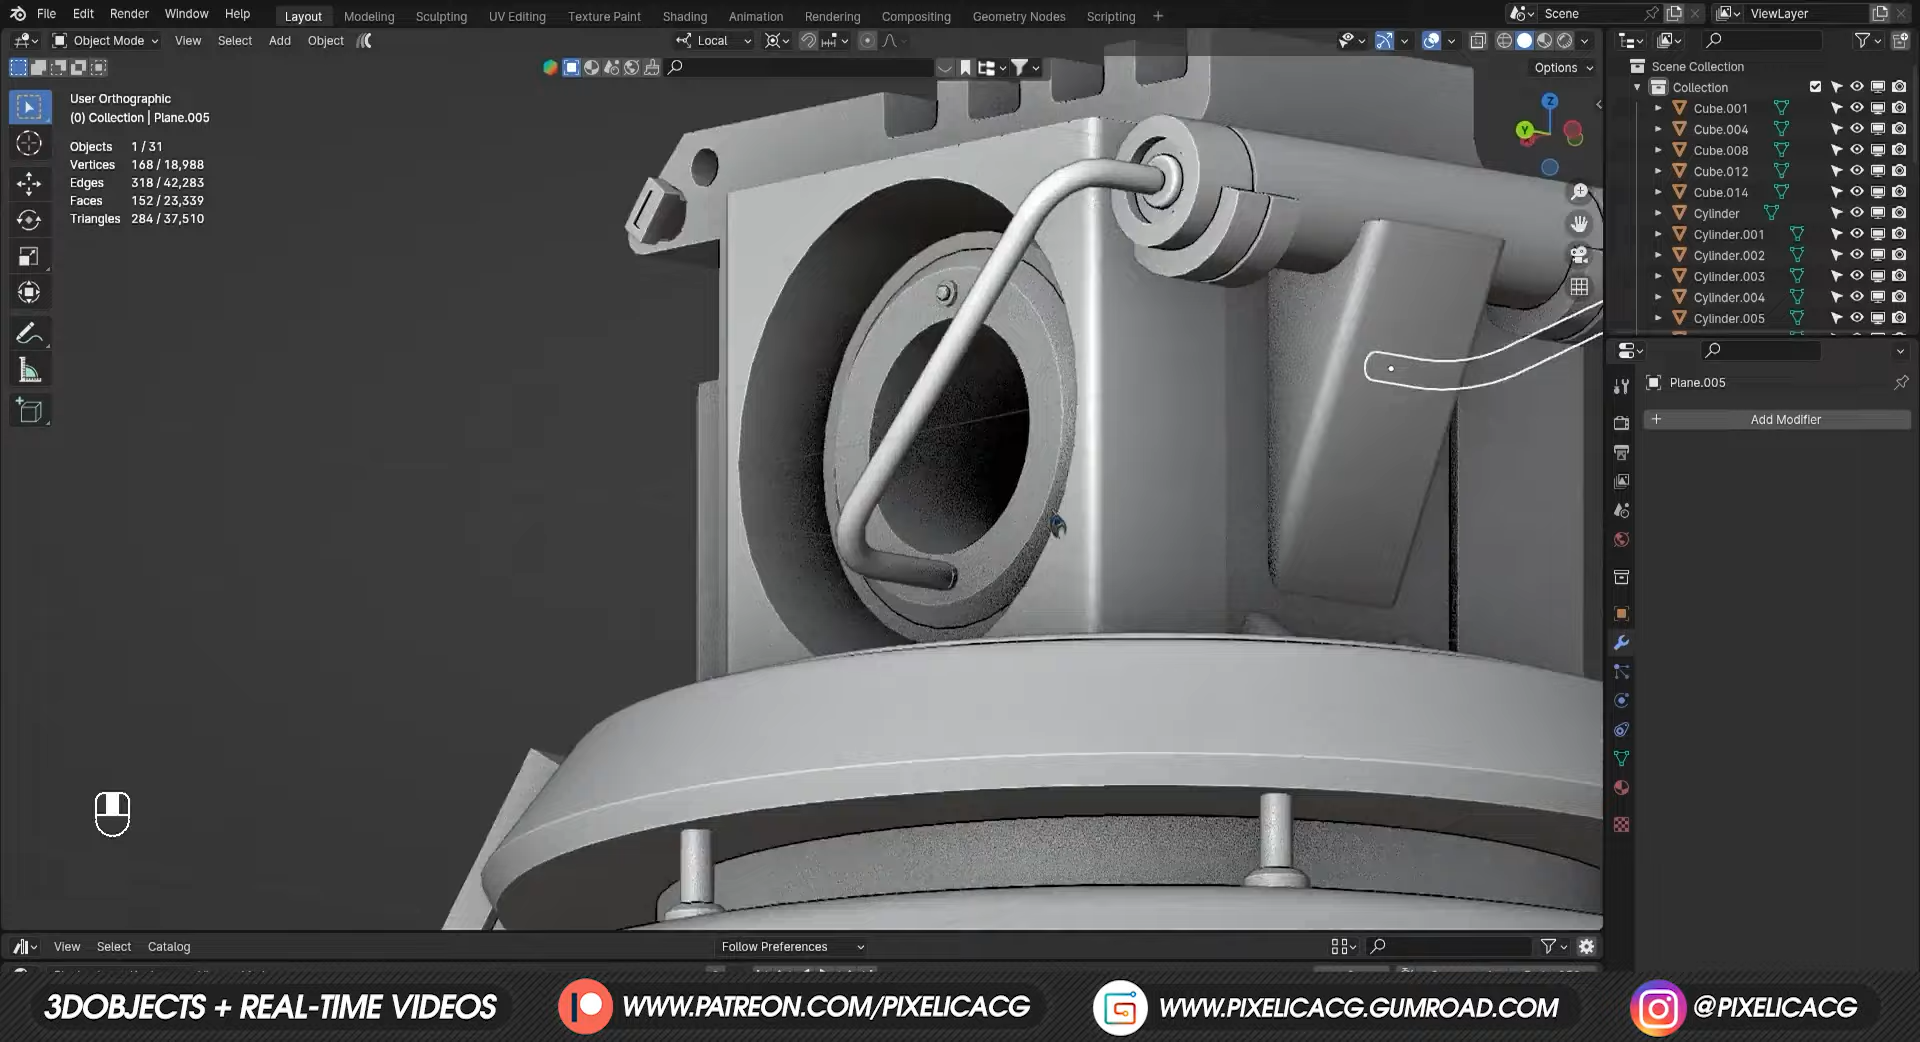 File Edit Render Window Help Layout Modeling Sculpting UV Editing Texture Paint Shading Animation Rendering Compositing Geometry Nodes Scripting + Scene ViewLayer
Object Mode View Select Add Object Local
Options
User Orthographic
(0) Collection | Plane.005
Objects 1 / 31
Vertices 168 / 18,988
Edges 318 / 42,283
Faces 152 / 23,339
Triangles 284 / 37,510
Z
Y
Scene Collection
Collection
Cube.001
Cube.004
Cube.008
Cube.012
Cube.014
Cylinder
Cylinder.001
Cylinder.002
Cylinder.003
Cylinder.004
Cylinder.005
Plane.005
+ Add Modifier
View Select Catalog Follow Preferences
3DOBJECTS + REAL-TIME VIDEOS WWW.PATREON.COM/PIXELICACG WWW.PIXELICACG.GUMROAD.COM @PIXELICACG